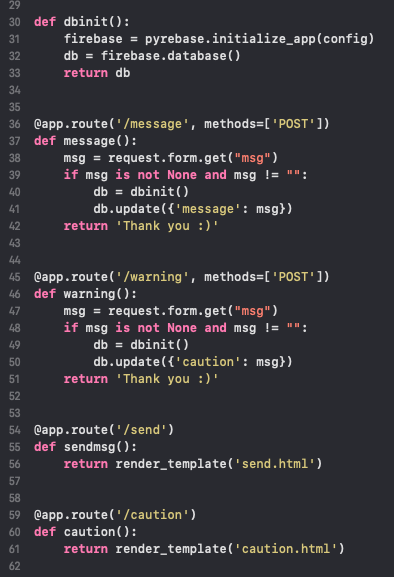 29
30 def dbinit():
31     firebase = pyrebase.initialize_app(config)
32     db = firebase.database()
33     return db
34
35
36 @app.route('/message', methods=['POST'])
37 def message():
38     msg = request.form.get("msg")
39     if msg is not None and msg != "":
40         db = dbinit()
41         db.update({'message': msg})
42     return 'Thank you :)'
43
44
45 @app.route('/warning', methods=['POST'])
46 def warning():
47     msg = request.form.get("msg")
48     if msg is not None and msg != "":
49         db = dbinit()
50         db.update({'caution': msg})
51     return 'Thank you :)'
52
53
54 @app.route('/send')
55 def sendmsg():
56     return render_template('send.html')
57
58
59 @app.route('/caution')
60 def caution():
61     return render_template('caution.html')
62